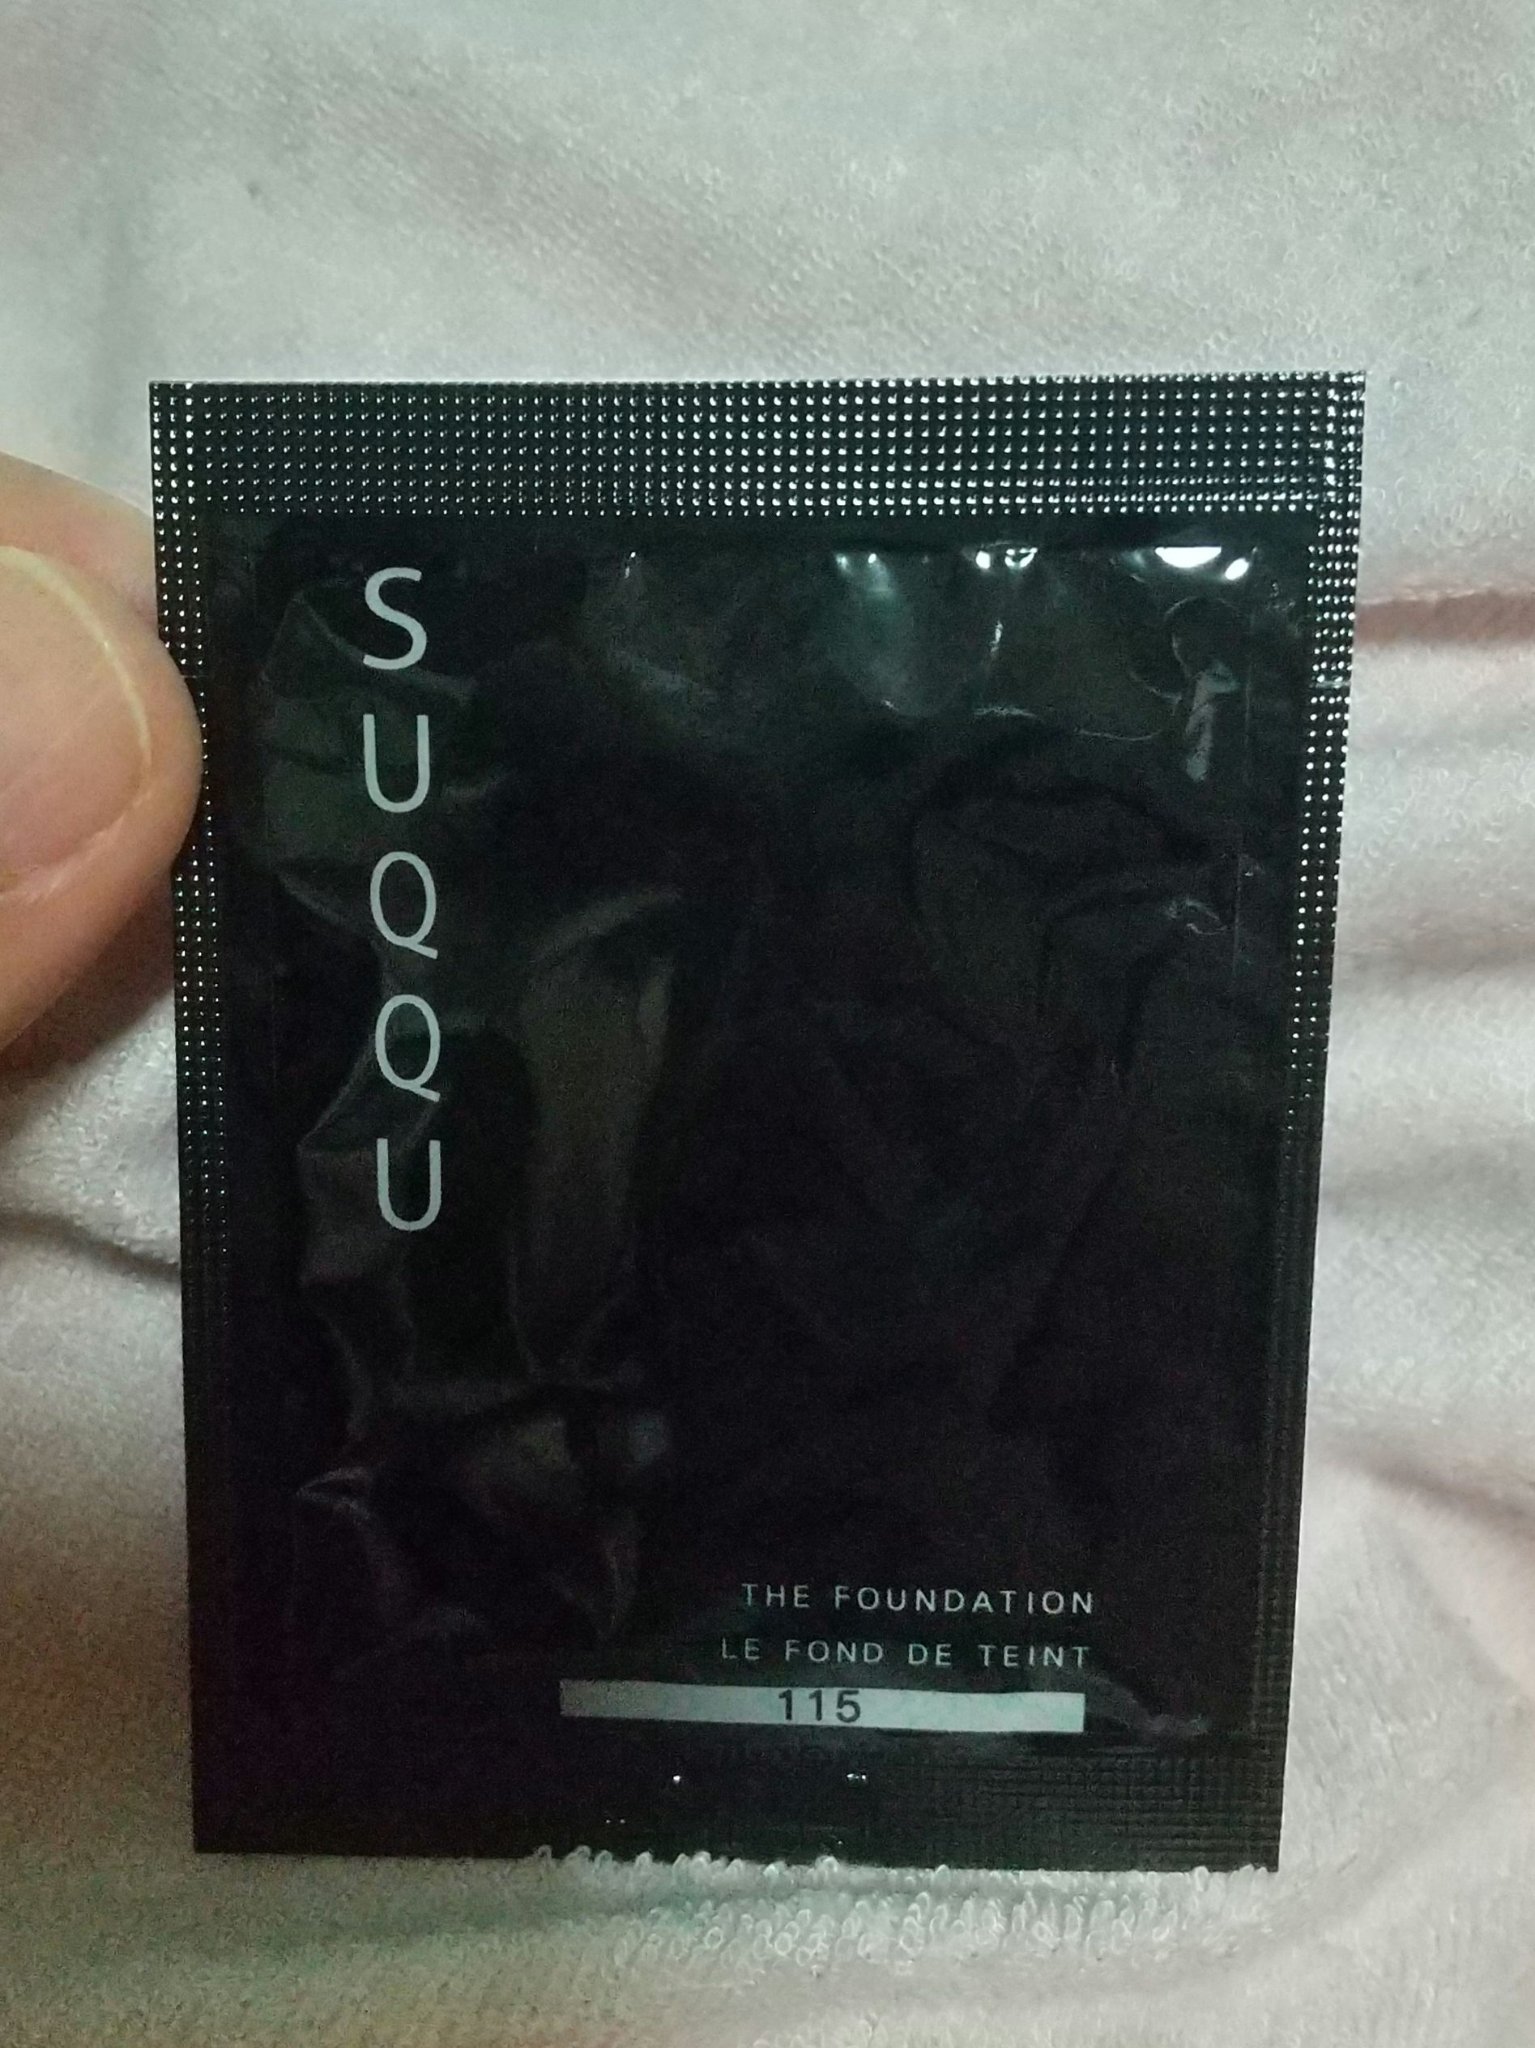 SUQQU
THE FOUNDATION
LE FOND DE TEINT
115